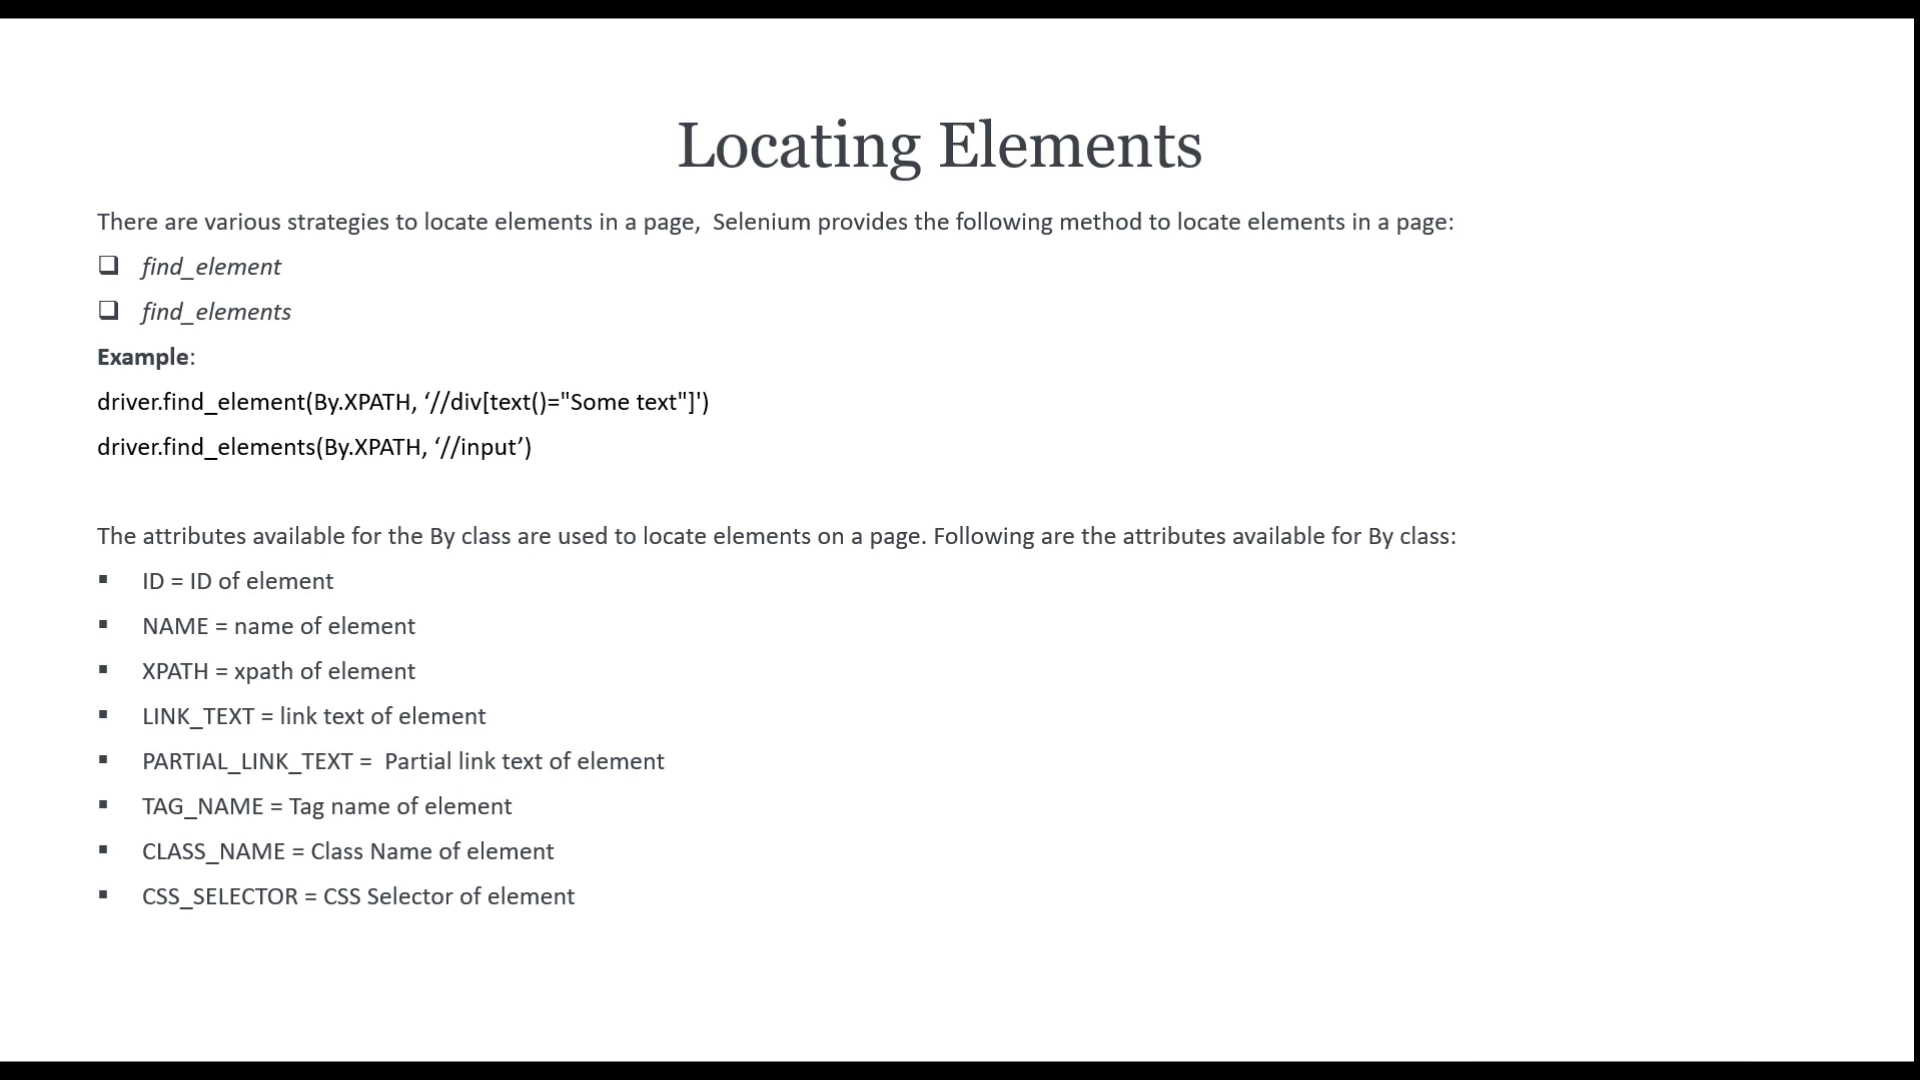 Locating Elements
There are various strategies to locate elements in a page,  Selenium provides the following method to locate elements in a page:
❑ find_element
❑ find_elements
Example:
driver.find_element(By.XPATH, ‘//div[text()="Some text"]')
driver.find_elements(By.XPATH, ‘//input’)
The attributes available for the By class are used to locate elements on a page. Following are the attributes available for By class:
▪ ID = ID of element
▪ NAME = name of element
▪ XPATH = xpath of element
▪ LINK_TEXT = link text of element
▪ PARTIAL_LINK_TEXT =  Partial link text of element
▪ TAG_NAME = Tag name of element
▪ CLASS_NAME = Class Name of element
▪ CSS_SELECTOR = CSS Selector of element